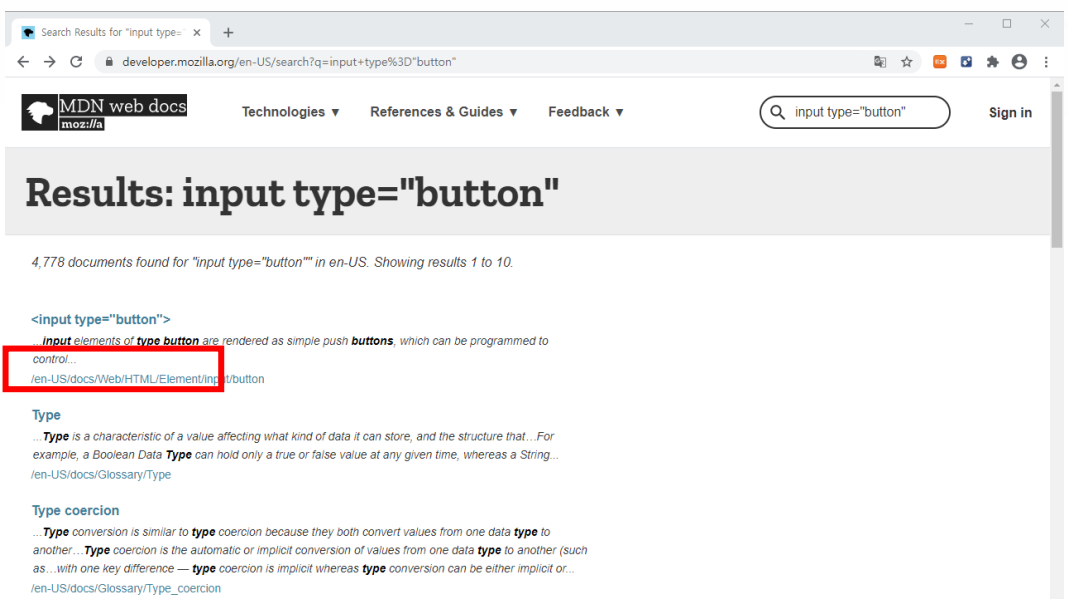 Search Results for "input type="
developer.mozilla.org/en-US/search?q=input+type%3D"button"
MDN web docs
moz://a
Technologies ▼
References & Guides ▼
Feedback ▼
input type="button"
Sign in
Results: input type="button"
4,778 documents found for "input type="button"" in en-US. Showing results 1 to 10.
<input type="button">
...input elements of type button are rendered as simple push buttons, which can be programmed to
control...
/en-US/docs/Web/HTML/Element/input/button
Type
...Type is a characteristic of a value affecting what kind of data it can store, and the structure that…For
example, a Boolean Data Type can hold only a true or false value at any given time, whereas a String...
/en-US/docs/Glossary/Type
Type coercion
...Type conversion is similar to type coercion because they both convert values from one data type to
another…Type coercion is the automatic or implicit conversion of values from one data type to another (such
as…with one key difference — type coercion is implicit whereas type conversion can be either implicit or...
/en-US/docs/Glossary/Type_coercion